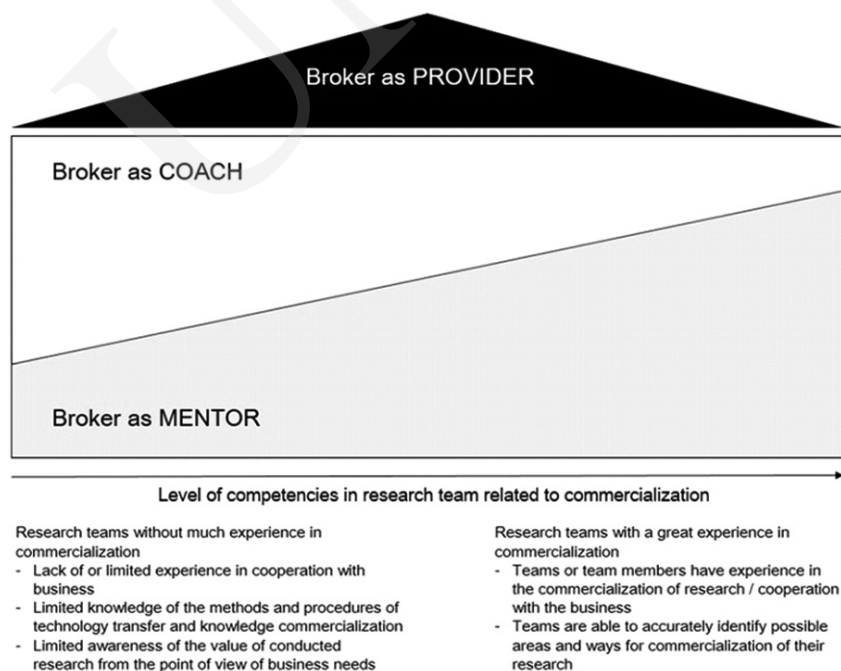 Broker as PROVIDER
Broker as COACH
Broker as MENTOR
Level of competencies in research team related to commercialization
Research teams without much experience in
commercialization
- Lack of or limited experience in cooperation with
business
- Limited knowledge of the methods and procedures of
technology transfer and knowledge commercialization
- Limited awareness of the value of conducted
research from the point of view of business needs
Research teams with a great experience in
commercialization
- Teams or team members have experience in
the commercialization of research / cooperation
with the business
- Teams are able to accurately identify possible
areas and ways for commercialization of their
research